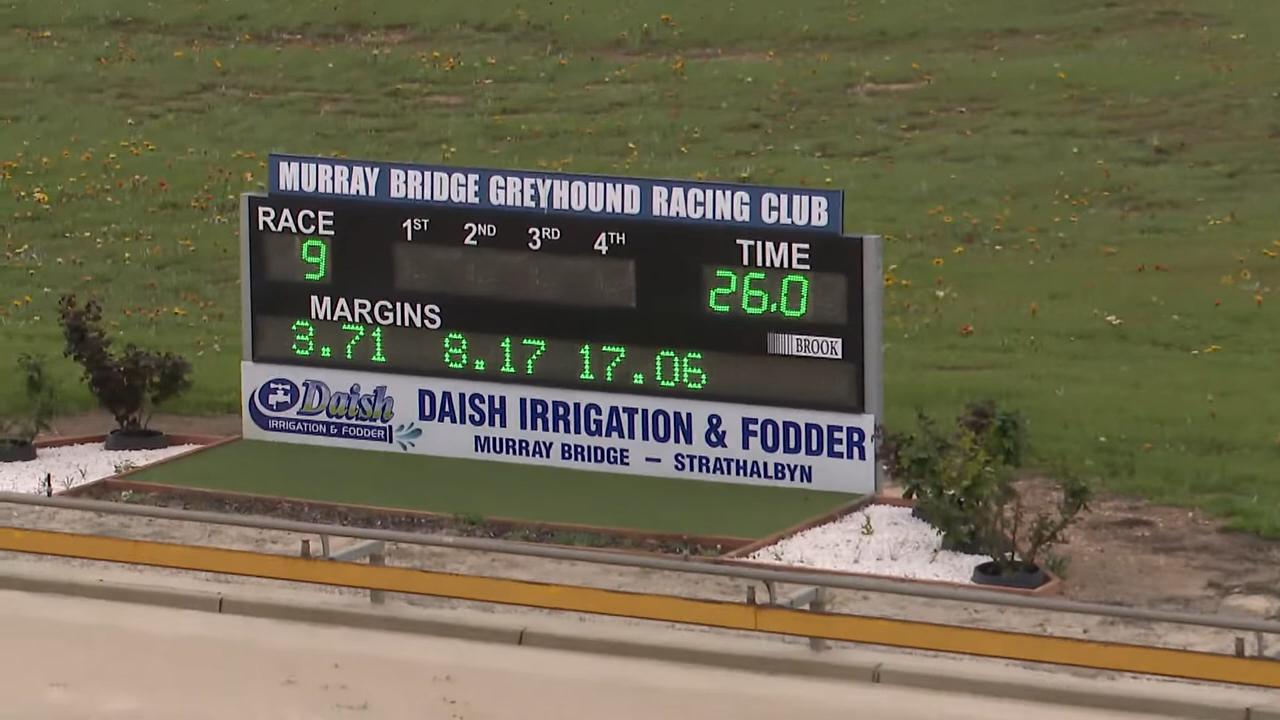 MURRAY BRIDGE GREYHOUND RACING CLUB
RACE 1ST 2ND 3RD 4TH TIME
9 26.0
MARGINS
BROOK
3.71 8.17 17.06
Daish
IRRIGATION & FODDER
DAISH IRRIGATION & FODDER
MURRAY BRIDGE — STRATHALBYN